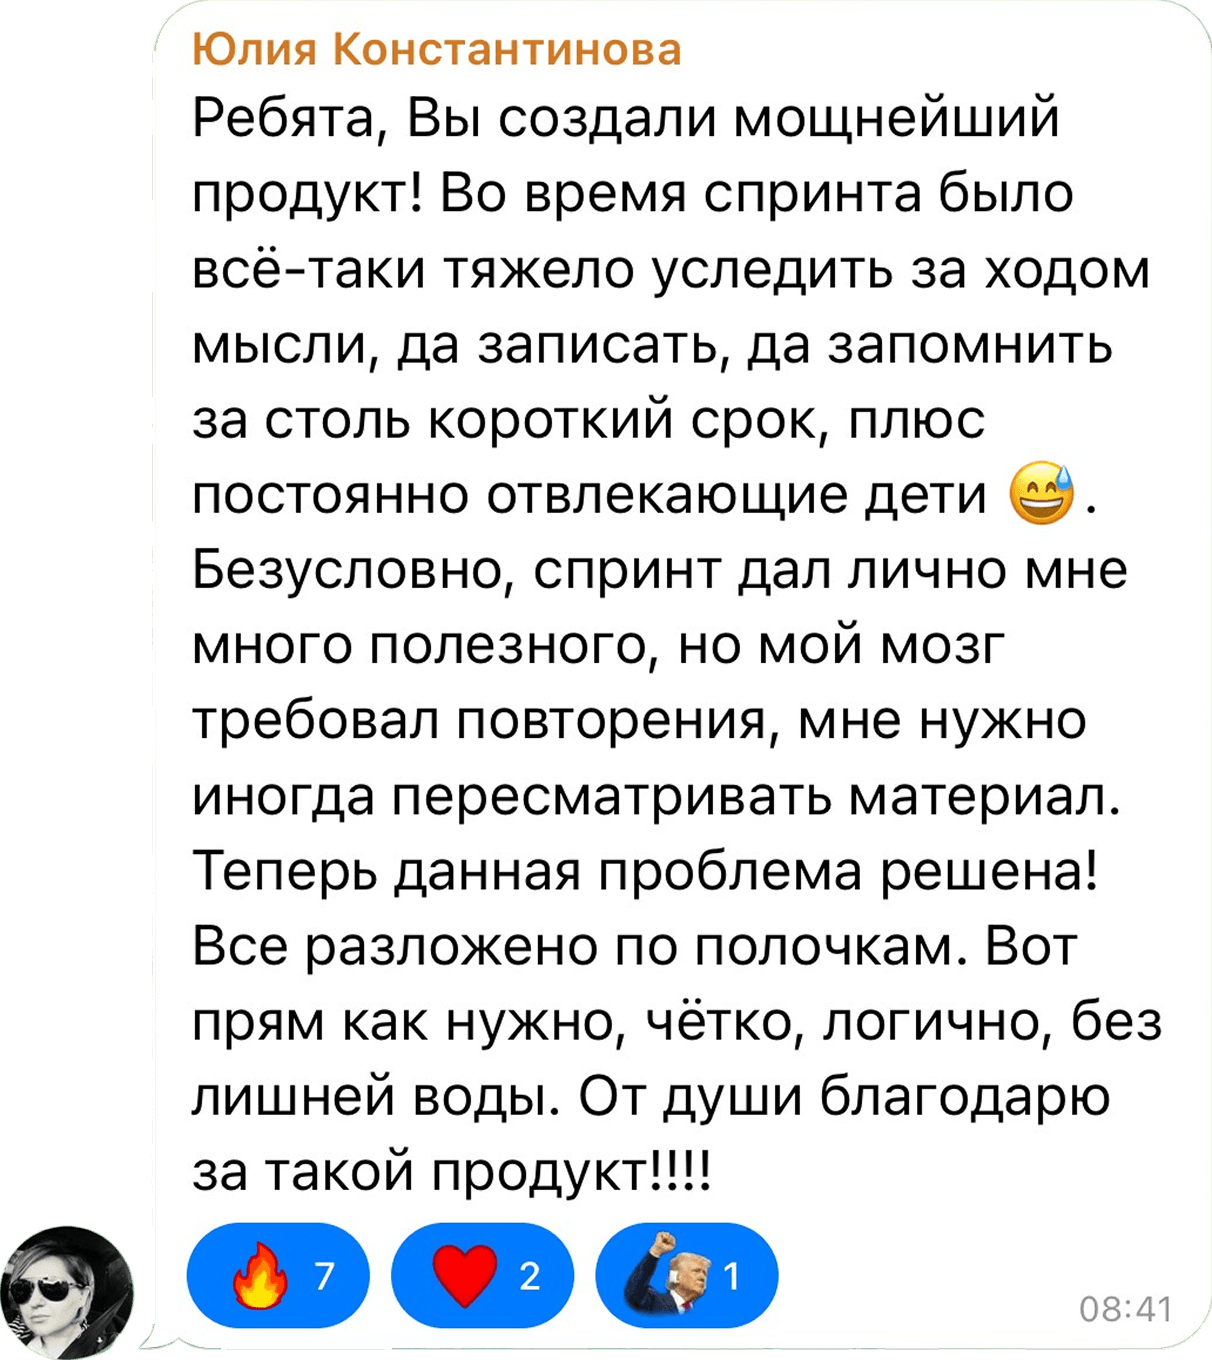 Юлия Константинова
Ребята, Вы создали мощнейший
продукт! Во время спринта было
всё-таки тяжело уследить за ходом
мысли, да записать, да запомнить
за столь короткий срок, плюс
постоянно отвлекающие дети 😅.
Безусловно, спринт дал лично мне
много полезного, но мой мозг
требовал повторения, мне нужно
иногда пересматривать материал.
Теперь данная проблема решена!
Все разложено по полочкам. Вот
прям как нужно, чётко, логично, без
лишней воды. От души благодарю
за такой продукт!!!!
🔥 7 ❤️ 2 1
08:41